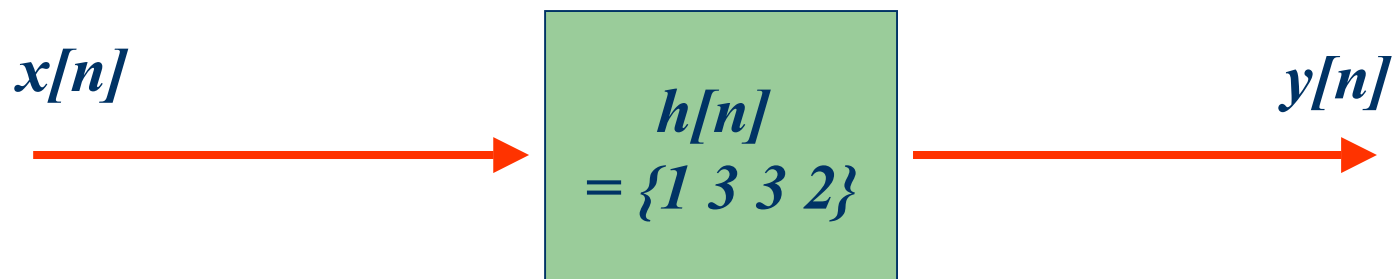 x[n]
h[n]
= {1 3 3 2}
y[n]